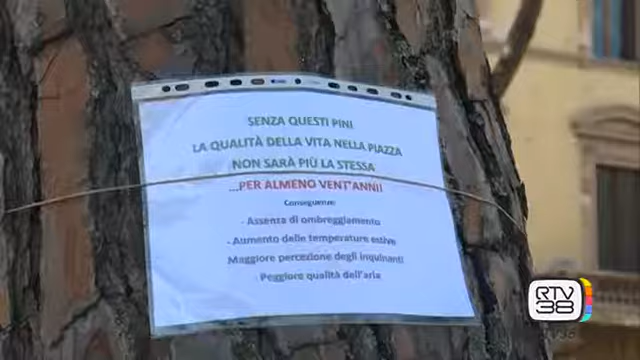 SENZA QUESTI PINI
LA QUALITÀ DELLA VITA NELLA PIAZZA
NON SARÀ PIÙ LA STESSA
...PER ALMENO VENT'ANNI!
Conseguenze:
- Assenza di ombreggiamento
- Aumento delle temperature estive
Maggiore percezione degli inquinanti
- Peggiore qualità dell'aria
RTV
38